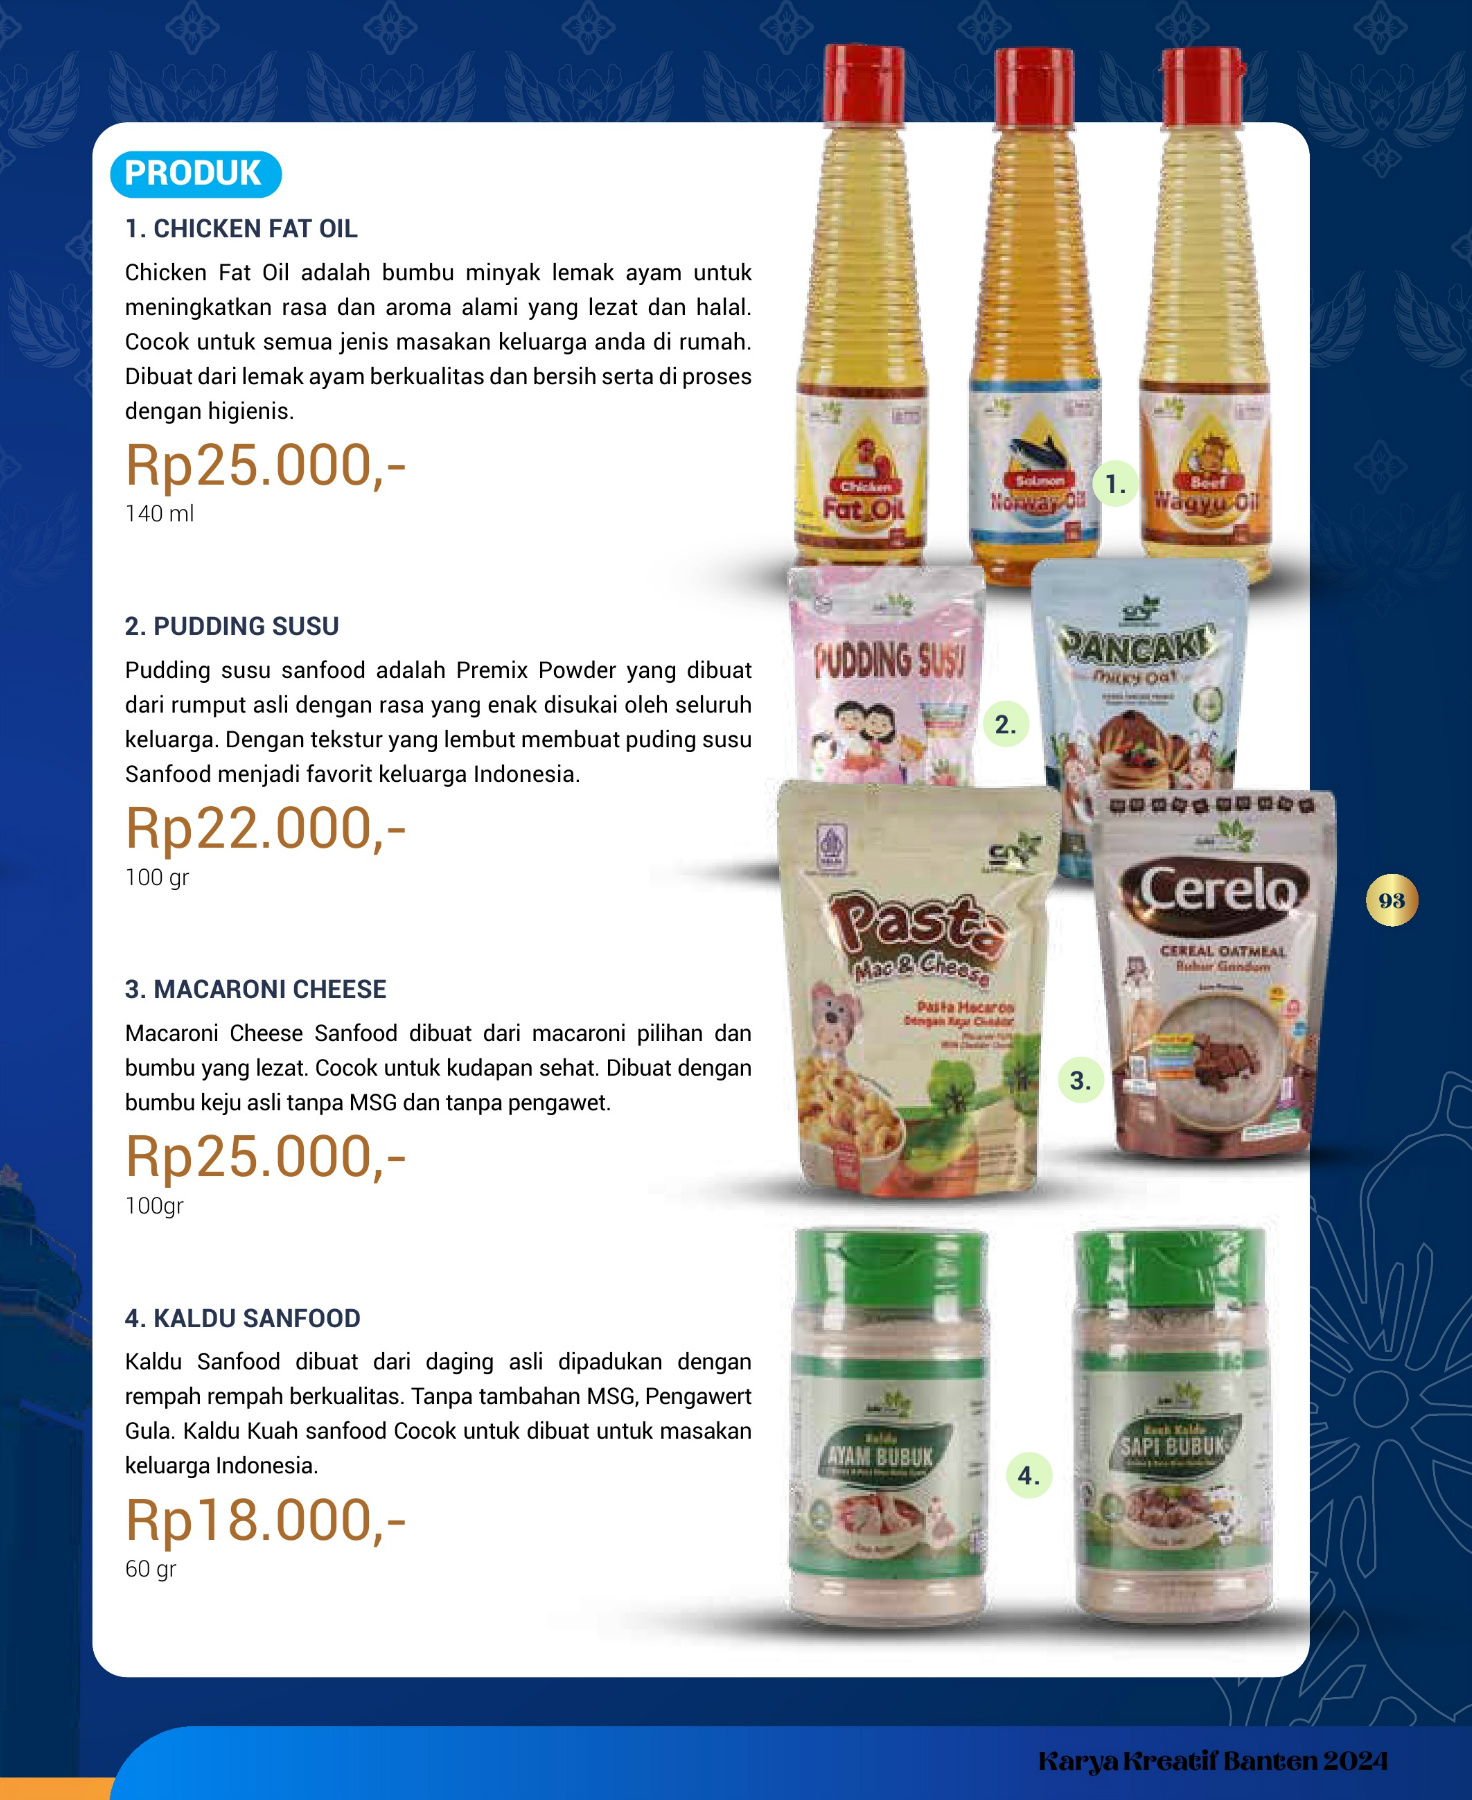 PRODUK
1. CHICKEN FAT OIL
Chicken Fat Oil adalah bumbu minyak lemak ayam untuk
meningkatkan rasa dan aroma alami yang lezat dan halal.
Cocok untuk semua jenis masakan keluarga anda di rumah.
Dibuat dari lemak ayam berkualitas dan bersih serta di proses
dengan higienis.
Rp25.000,-
140 ml
Chicken
Fat Oil
Salmon
Norway Oil
1.
Beef
Wagyu Oil
2. PUDDING SUSU
Pudding susu sanfood adalah Premix Powder yang dibuat
dari rumput asli dengan rasa yang enak disukai oleh seluruh
keluarga. Dengan tekstur yang lembut membuat puding susu
Sanfood menjadi favorit keluarga Indonesia.
Rp22.000,-
100 gr
PUDDING SUSU
2.
PANCAKE
Milky Oat
3. MACARONI CHEESE
Macaroni Cheese Sanfood dibuat dari macaroni pilihan dan
bumbu yang lezat. Cocok untuk kudapan sehat. Dibuat dengan
bumbu keju asli tanpa MSG dan tanpa pengawet.
Rp25.000,-
100gr
Pasta
Mac & Cheese
Pasta Macaroni
Dengan Keju Cheddar
3.
Cerelo
CEREAL OATMEAL
Bubur Gandum
93
4. KALDU SANFOOD
Kaldu Sanfood dibuat dari daging asli dipadukan dengan
rempah rempah berkualitas. Tanpa tambahan MSG, Pengawert
Gula. Kaldu Kuah sanfood Cocok untuk dibuat untuk masakan
keluarga Indonesia.
Rp18.000,-
60 gr
Kaldu
AYAM BUBUK
4.
Kuah Kaldu
SAPI BUBUK
Karya Kreatif Banten 2024